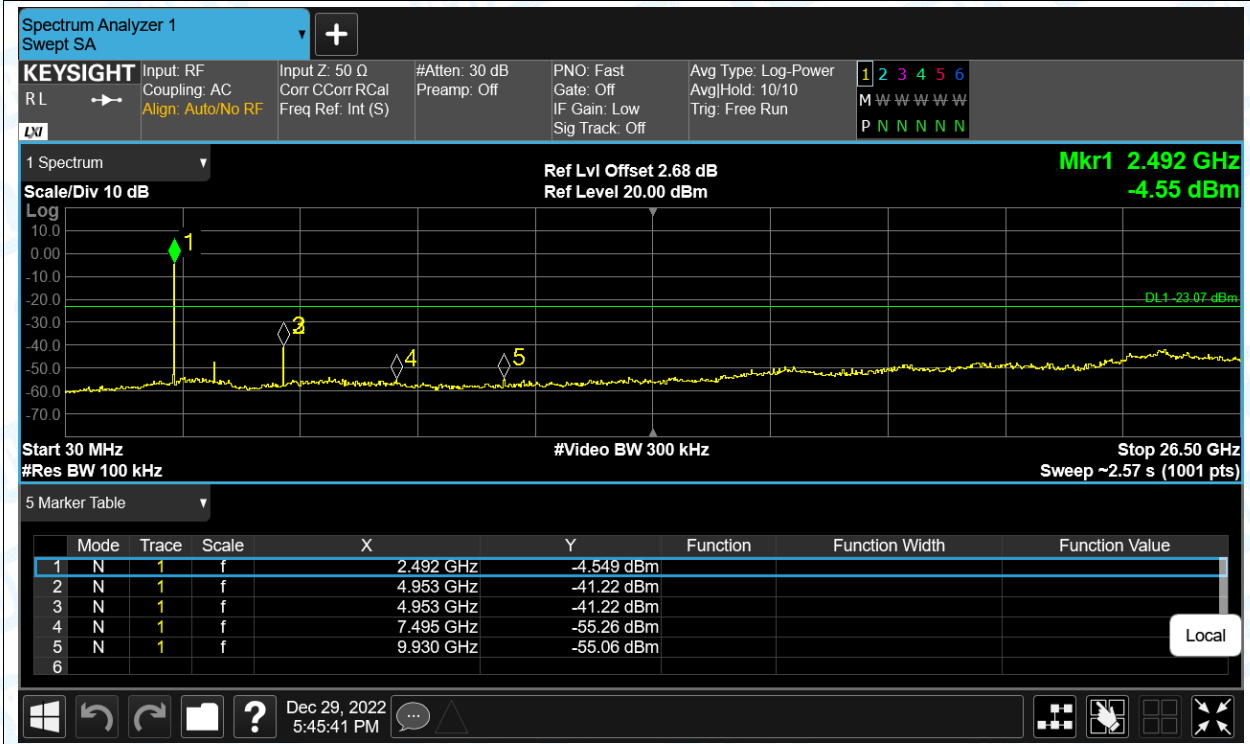 Spectrum Analyzer 1
Swept SA
+
KEYSIGHT
R L
LXI
Input: RF
Coupling: AC
Align: Auto/No RF
Input Z: 50 Ω
Corr CCorr RCal
Freq Ref: Int (S)
#Atten: 30 dB
Preamp: Off
PNO: Fast
Gate: Off
IF Gain: Low
Sig Track: Off
Avg Type: Log-Power
Avg|Hold: 10/10
Trig: Free Run
1 2 3 4 5 6
M W W W W W
P N N N N N
1 Spectrum
Scale/Div 10 dB
Ref Lvl Offset 2.68 dB
Ref Level 20.00 dBm
Mkr1 2.492 GHz
-4.55 dBm
Log
10.0
0.00
-10.0
-20.0
-30.0
-40.0
-50.0
-60.0
-70.0
1
3
4
5
DL1 -23.07 dBm
Start 30 MHz
#Res BW 100 kHz
#Video BW 300 kHz
Stop 26.50 GHz
Sweep ~2.57 s (1001 pts)
5 Marker Table
Mode Trace Scale X Y Function Function Width Function Value
1 N 1 f 2.492 GHz -4.549 dBm
2 N 1 f 4.953 GHz -41.22 dBm
3 N 1 f 4.953 GHz -41.22 dBm
4 N 1 f 7.495 GHz -55.26 dBm
5 N 1 f 9.930 GHz -55.06 dBm
6
Local
?
Dec 29, 2022
5:45:41 PM